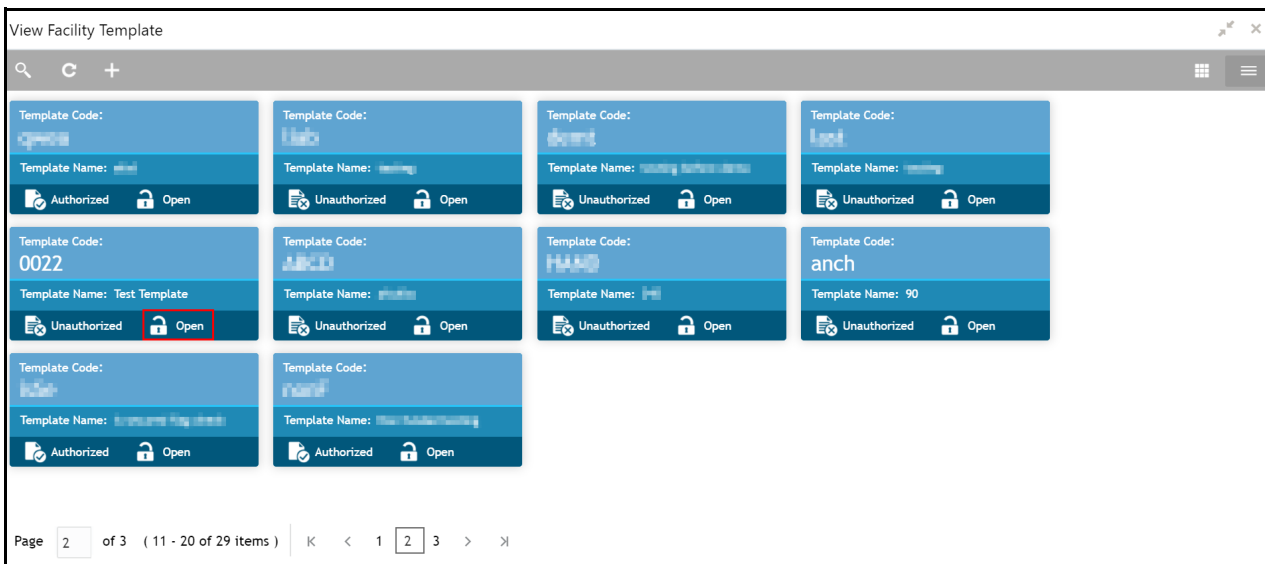 View Facility Template
Template Code:
Template Code:
Template Code:
Template Code:
Template Name:
Template Name:
Template Name:
Template Name:
Authorized Open
Unauthorized Open
Unauthorized Open
Unauthorized Open
Template Code:
0022
Template Code:
Template Code:
Template Code:
anch
Template Name: Test Template
Template Name:
Template Name:
Template Name: 90
Unauthorized Open
Unauthorized Open
Unauthorized Open
Unauthorized Open
Template Code:
Template Code:
Template Name:
Template Name:
Authorized Open
Authorized Open
Page 2 of 3 ( 11 - 20 of 29 items ) 1 2 3